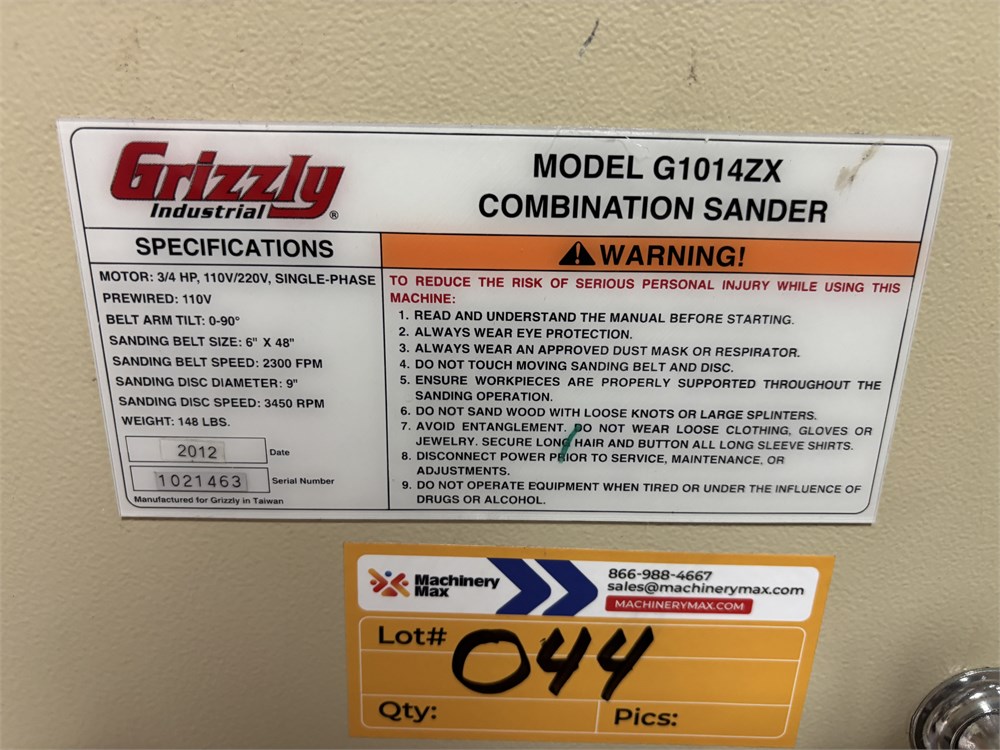 Grizzly
Industrial ®
MODEL G1014ZX
COMBINATION SANDER
SPECIFICATIONS
MOTOR: 3/4 HP, 110V/220V, SINGLE-PHASE
PREWIRED: 110V
BELT ARM TILT: 0-90°
SANDING BELT SIZE: 6" X 48"
SANDING BELT SPEED: 2300 FPM
SANDING DISC DIAMETER: 9"
SANDING DISC SPEED: 3450 RPM
WEIGHT: 148 LBS.
2012 Date
1021463 Serial Number
Manufactured for Grizzly in Taiwan
WARNING!
TO REDUCE THE RISK OF SERIOUS PERSONAL INJURY WHILE USING THIS
MACHINE:
1. READ AND UNDERSTAND THE MANUAL BEFORE STARTING.
2. ALWAYS WEAR EYE PROTECTION.
3. ALWAYS WEAR AN APPROVED DUST MASK OR RESPIRATOR.
4. DO NOT TOUCH MOVING SANDING BELT AND DISC.
5. ENSURE WORKPIECES ARE PROPERLY SUPPORTED THROUGHOUT THE
SANDING OPERATION.
6. DO NOT SAND WOOD WITH LOOSE KNOTS OR LARGE SPLINTERS.
7. AVOID ENTANGLEMENT. DO NOT WEAR LOOSE CLOTHING, GLOVES OR
JEWELRY. SECURE LONG HAIR AND BUTTON ALL LONG SLEEVE SHIRTS.
8. DISCONNECT POWER PRIOR TO SERVICE, MAINTENANCE, OR
ADJUSTMENTS.
9. DO NOT OPERATE EQUIPMENT WHEN TIRED OR UNDER THE INFLUENCE OF
DRUGS OR ALCOHOL.
Machinery
Max
866-988-4667
sales@machinerymax.com
MACHINERYMAX.COM
Lot# 044
Qty:
Pics: